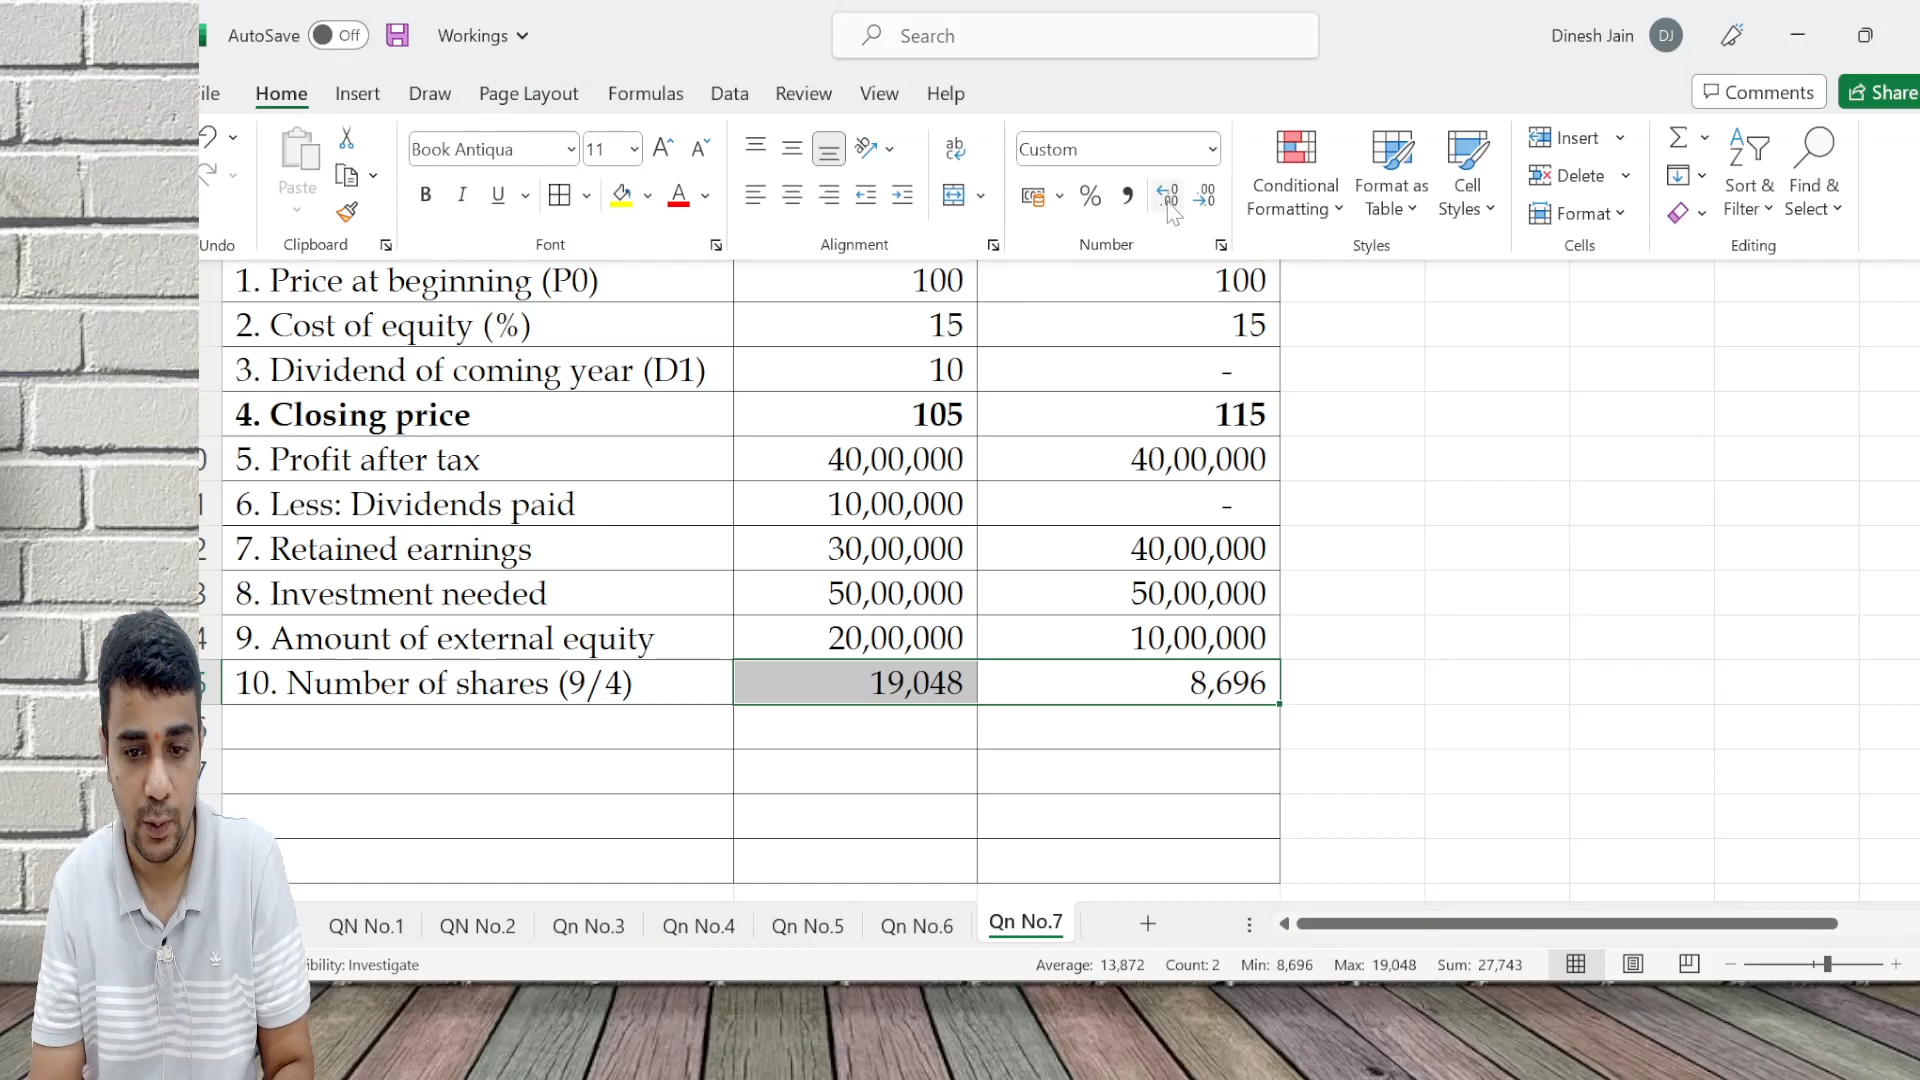 AutoSave Off Workings Search Dinesh Jain DJ
ile Home Insert Draw Page Layout Formulas Data Review View Help Comments Share
Paste Book Antiqua 11 Custom Conditional Formatting Format as Table Cell Styles Insert Delete Format Sort & Filter Find & Select
B I U A
Undo Clipboard Font Alignment Number Styles Cells Editing
1. Price at beginning (P0) 100 100
2. Cost of equity (%) 15 15
3. Dividend of coming year (D1) 10 -
4. Closing price 105 115
5. Profit after tax 40,00,000 40,00,000
6. Less: Dividends paid 10,00,000 -
7. Retained earnings 30,00,000 40,00,000
8. Investment needed 50,00,000 50,00,000
9. Amount of external equity 20,00,000 10,00,000
10. Number of shares (9/4) 19,048 8,696
QN No.1 QN No.2 Qn No.3 Qn No.4 Qn No.5 Qn No.6 Qn No.7
ibility: Investigate Average: 13,872 Count: 2 Min: 8,696 Max: 19,048 Sum: 27,743